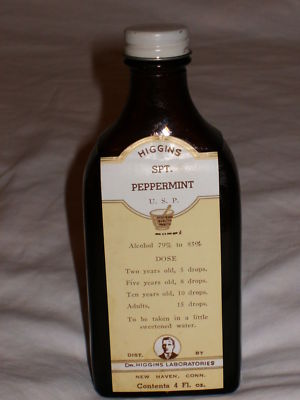 HIGGINS
SPT.
PEPPERMINT
U. S. P.
Alcohol 79% to 85%
DOSE
Two years old, 3 drops.
Five years old, 8 drops.
Ten years old, 10 drops.
Adults, 15 drops.
To be taken in a little
sweetened water.
DIST. BY
DR. HIGGINS LABORATORIES
NEW HAVEN, CONN.
Contents 4 Fl. oz.